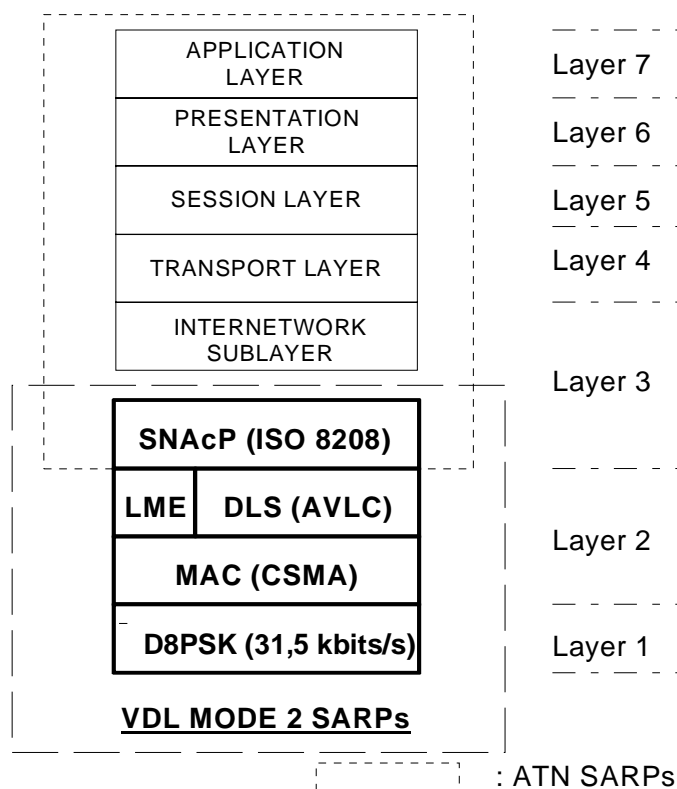 APPLICATION
LAYER
Layer 7
PRESENTATION
LAYER
Layer 6
SESSION LAYER
Layer 5
TRANSPORT LAYER
Layer 4
INTERNETWORK
SUBLAYER
Layer 3
SNAcP (ISO 8208)
LME
DLS (AVLC)
Layer 2
MAC (CSMA)
D8PSK (31,5 kbits/s)
Layer 1
VDL MODE 2 SARPs
: ATN SARPs